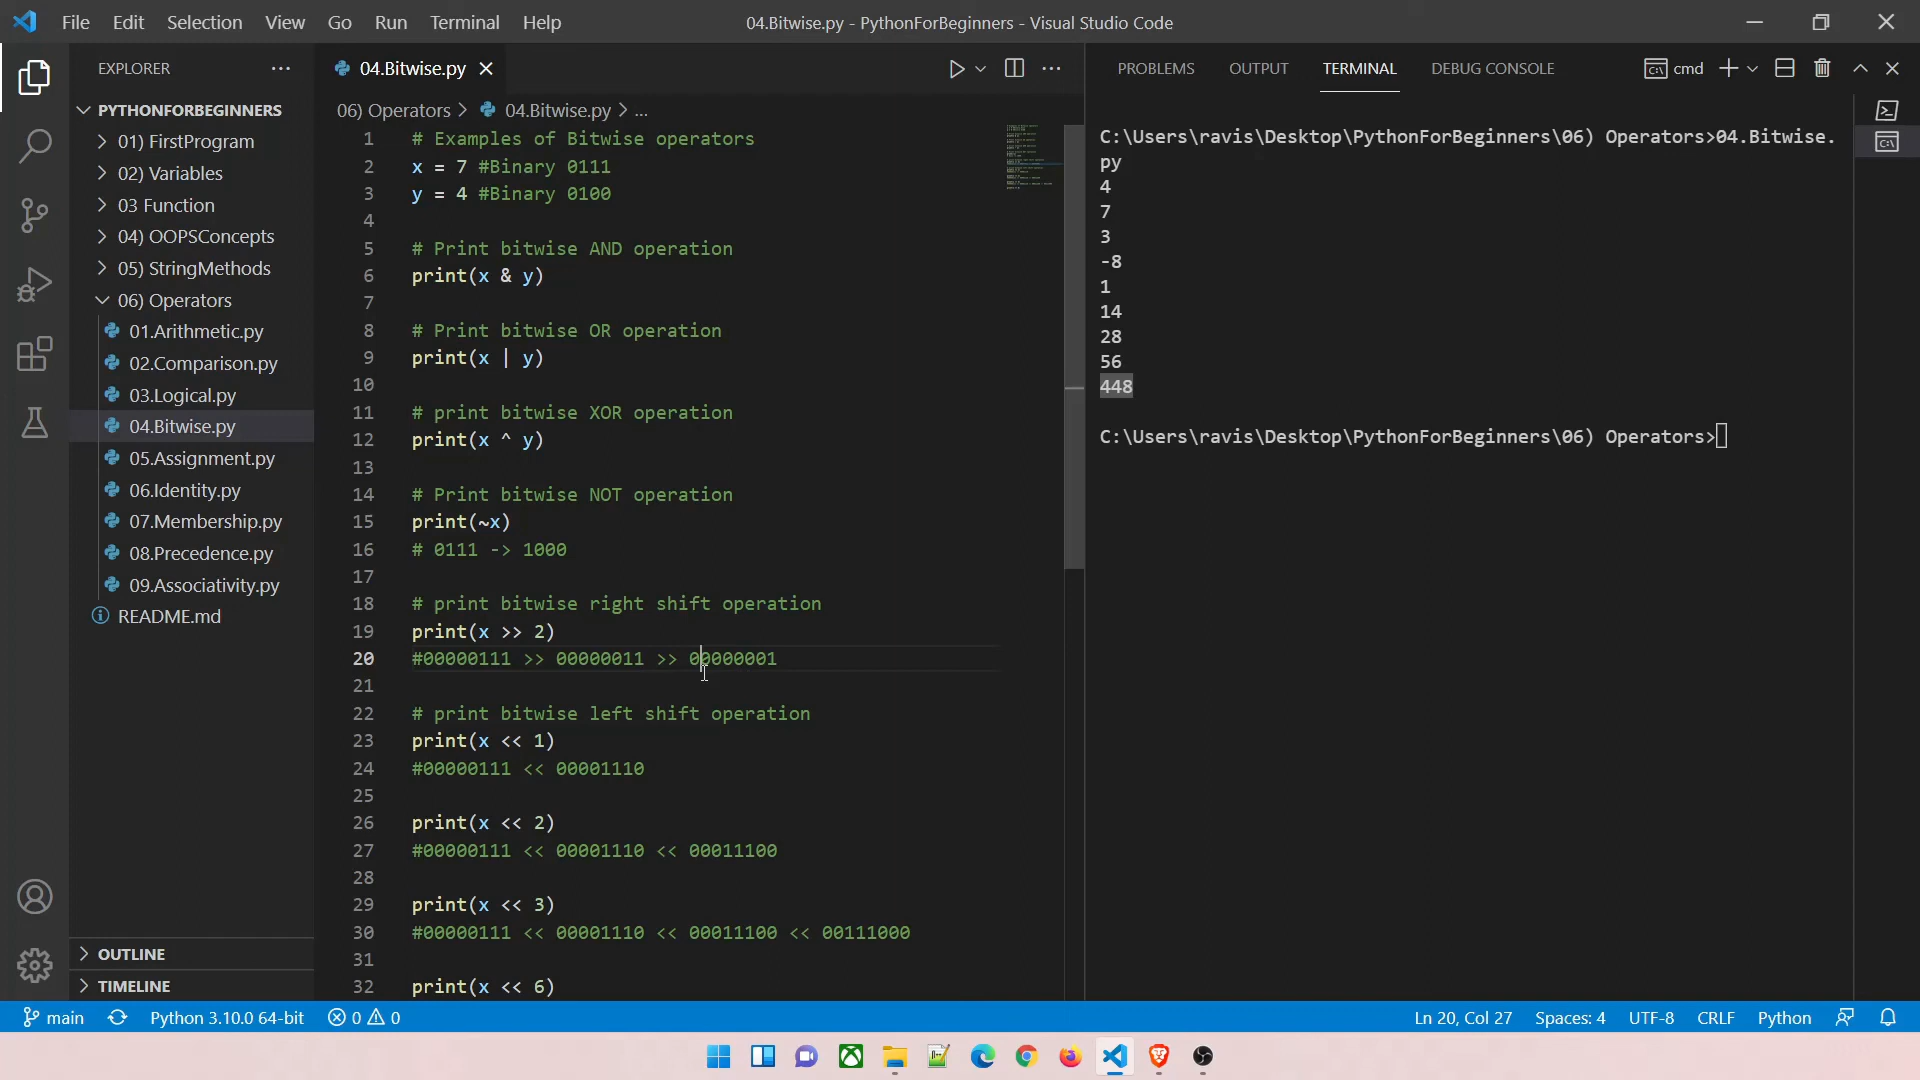 File Edit Selection View Go Run Terminal Help
04.Bitwise.py - PythonForBeginners - Visual Studio Code
EXPLORER
PYTHONFORBEGINNERS
01) FirstProgram
02) Variables
03 Function
04) OOPSConcepts
05) StringMethods
06) Operators
01.Arithmetic.py
02.Comparison.py
03.Logical.py
04.Bitwise.py
05.Assignment.py
06.Identity.py
07.Membership.py
08.Precedence.py
09.Associativity.py
README.md
OUTLINE
TIMELINE
04.Bitwise.py
06) Operators > 04.Bitwise.py > ...
1 # Examples of Bitwise operators
2 x = 7 #Binary 0111
3 y = 4 #Binary 0100
4
5 # Print bitwise AND operation
6 print(x & y)
7
8 # Print bitwise OR operation
9 print(x | y)
10
11 # print bitwise XOR operation
12 print(x ^ y)
13
14 # Print bitwise NOT operation
15 print(~x)
16 # 0111 -> 1000
17
18 # print bitwise right shift operation
19 print(x >> 2)
20 #00000111 >> 00000011 >> 00000001
21
22 # print bitwise left shift operation
23 print(x << 1)
24 #00000111 << 00001110
25
26 print(x << 2)
27 #00000111 << 00001110 << 00011100
28
29 print(x << 3)
30 #00000111 << 00001110 << 00011100 << 00111000
31
32 print(x << 6)
PROBLEMS OUTPUT TERMINAL DEBUG CONSOLE
cmd
C:\Users\ravis\Desktop\PythonForBeginners\06) Operators>04.Bitwise.
py
4
7
3
-8
1
14
28
56
448
C:\Users\ravis\Desktop\PythonForBeginners\06) Operators>
main Python 3.10.0 64-bit 0 0
Ln 20, Col 27 Spaces: 4 UTF-8 CRLF Python